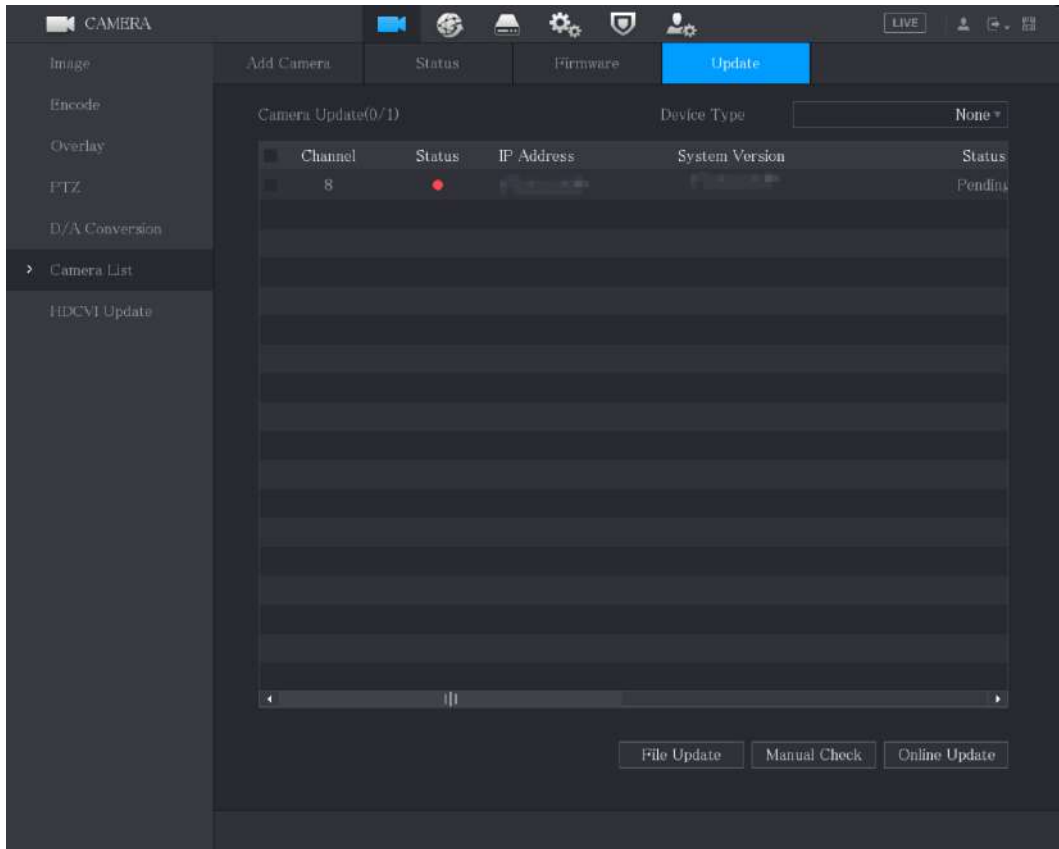 CAMERA LIVE
Image
Encode
Overlay
PTZ
D/A Conversion
Camera List
HDCVI Update
Add Camera Status Firmware Update
Camera Update(0/1) Device Type None
Channel Status IP Address System Version Status
8 Pending
File Update Manual Check Online Update